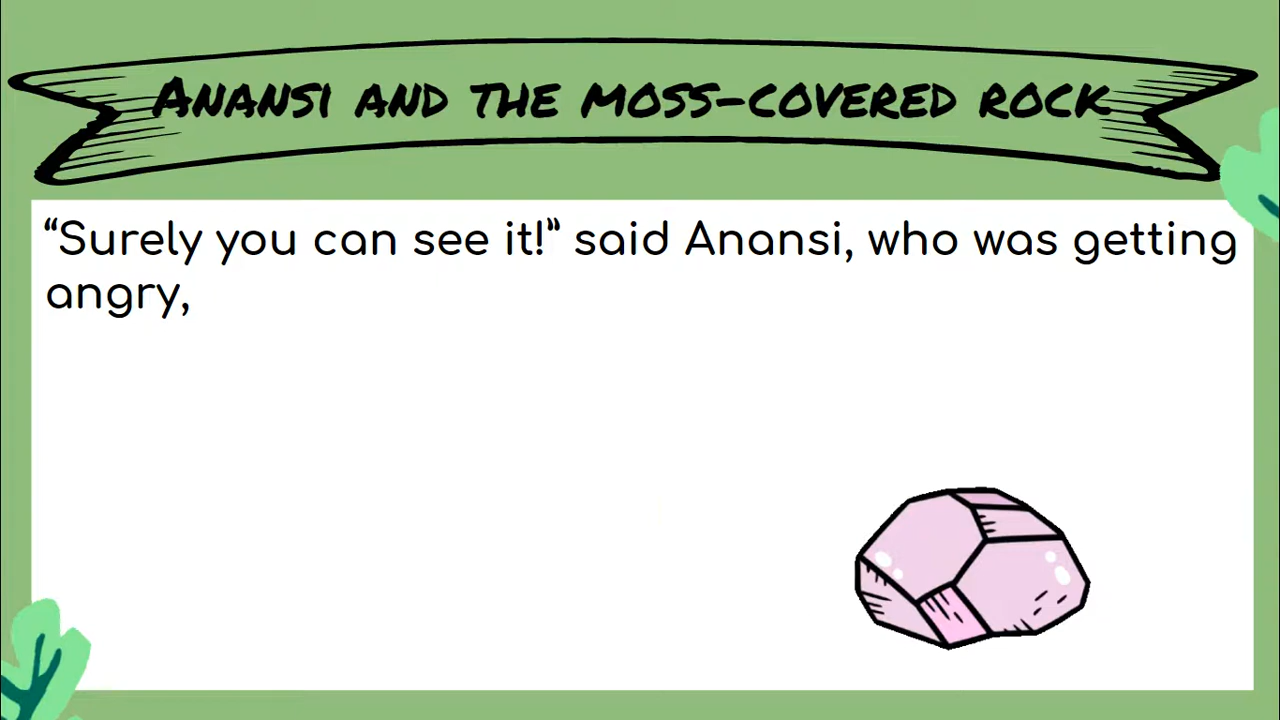 Anansi and the moss-covered rock
“Surely you can see it!” said Anansi, who was getting
angry,